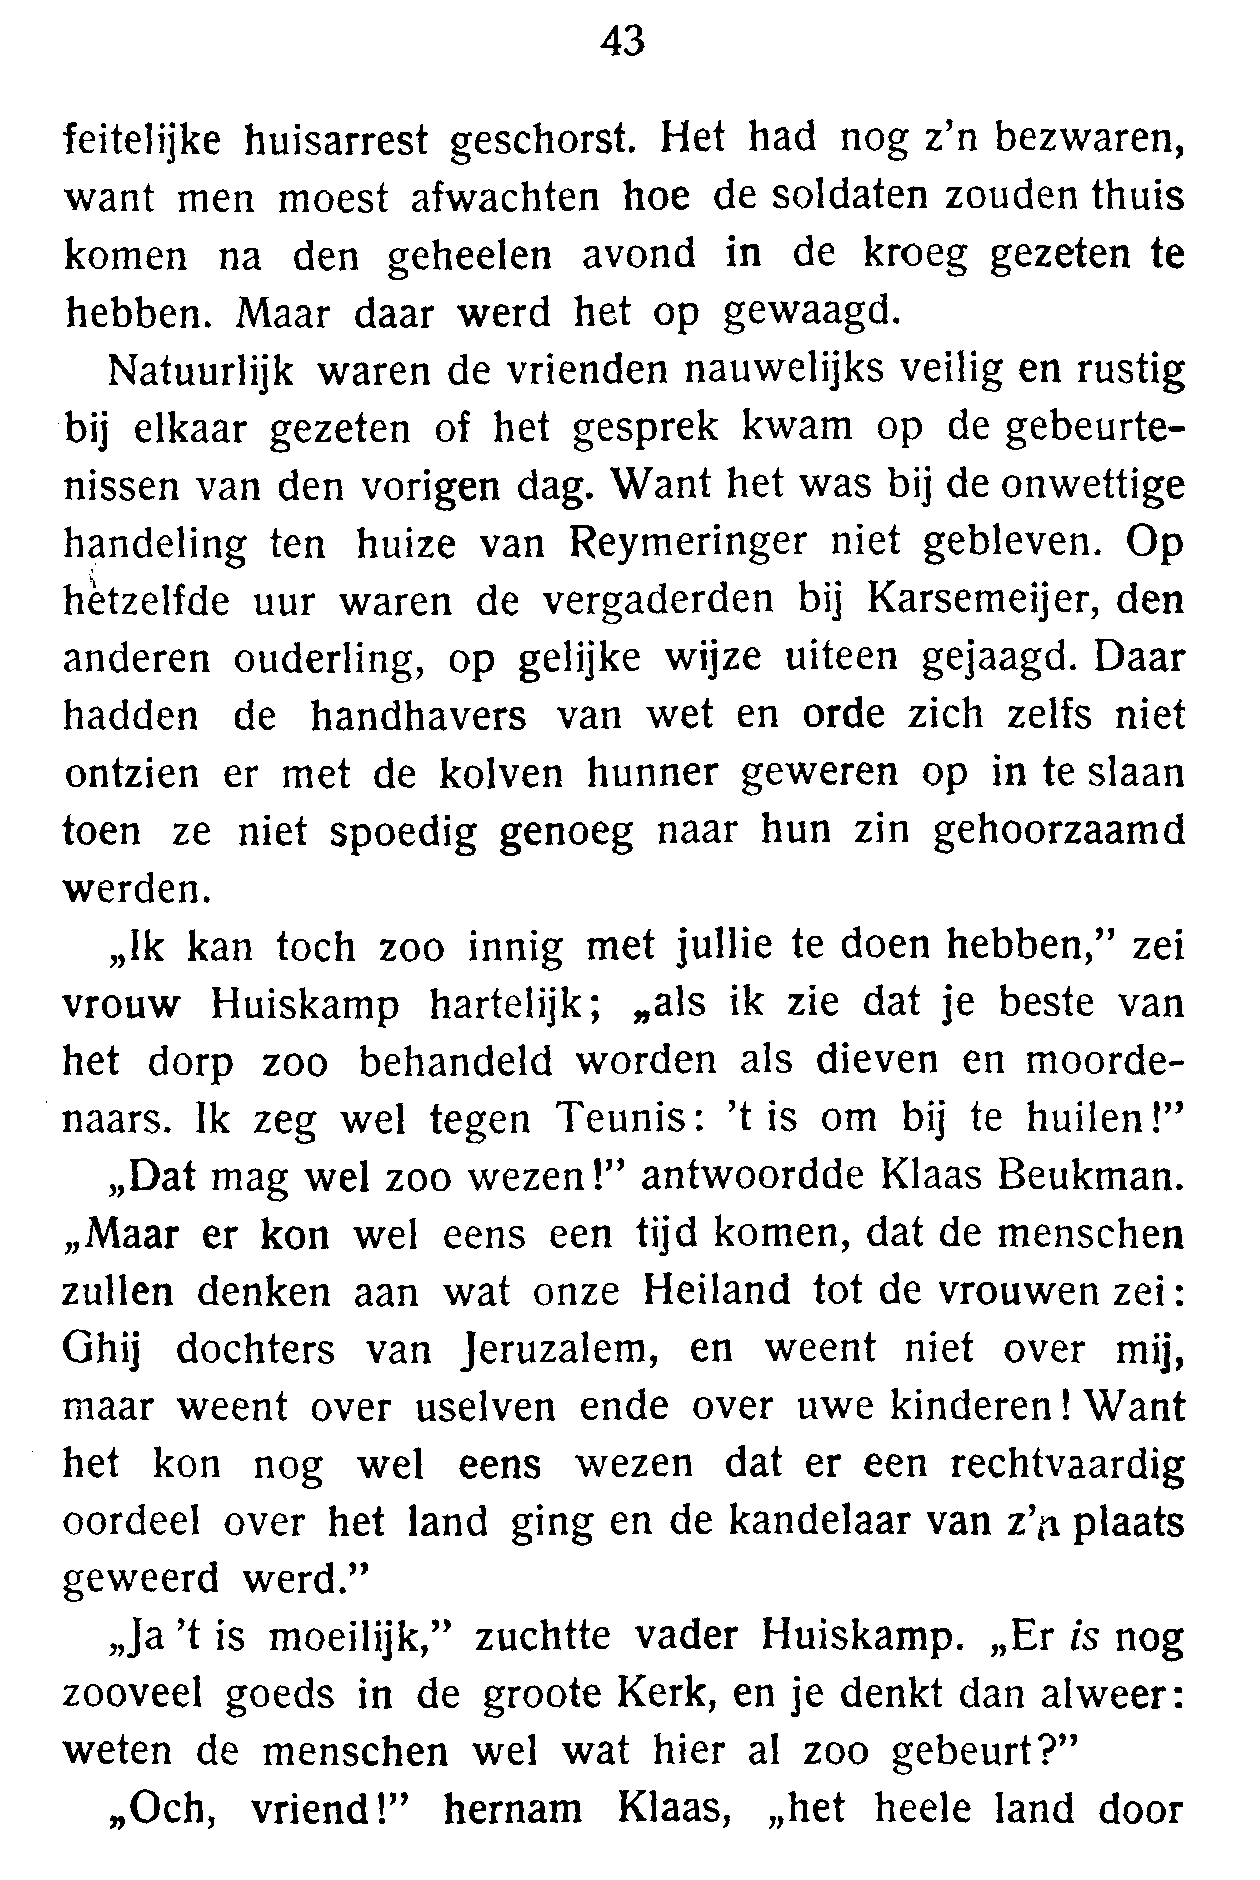 43
feitelijke huisarrest geschorst. Het had nog z'n bezwaren,
want men moest afwachten hoe de soldaten zouden thuis
komen na den geheelen avond in de kroeg gezeten te
hebben. Maar daar werd het op gewaagd.
Natuurlijk waren de vrienden nauwelijks veilig en rustig
bij elkaar gezeten of het gesprek kwam op de gebeurte-
nissen van den vorigen dag. Want het was bij de onwettige
handeling ten huize van Reymeringer niet gebleven. Op
hetzelfde uur waren de vergaderden bij Karsemeijer, den
anderen ouderling, op gelijke wijze uiteen gejaagd. Daar
hadden de handhavers van wet en orde zich zelfs niet
ontzien er met de kolven hunner geweren op in te slaan
toen ze niet spoedig genoeg naar hun zin gehoorzaamd
werden.
„Ik kan toch zoo innig met jullie te doen hebben,” zei
vrouw Huiskamp hartelijk; „als ik zie dat je beste van
het dorp zoo behandeld worden als dieven en moorde-
naars. Ik zeg wel tegen Teunis: 't is om bij te huilen!”
„Dat mag wel zoo wezen!” antwoordde Klaas Beukman.
„Maar er kon wel eens een tijd komen, dat de menschen
zullen denken aan wat onze Heiland tot de vrouwen zei:
Ghij dochters van Jeruzalem, en weent niet over mij,
maar weent over uselven ende over uwe kinderen! Want
het kon nog wel eens wezen dat er een rechtvaardig
oordeel over het land ging en de kandelaar van z'n plaats
geweerd werd.”
„Ja 't is moeilijk,” zuchtte vader Huiskamp. „Er is nog
zooveel goeds in de groote Kerk, en je denkt dan alweer:
weten de menschen wel wat hier al zoo gebeurt?”
„Och, vriend!” hernam Klaas, „het heele land door